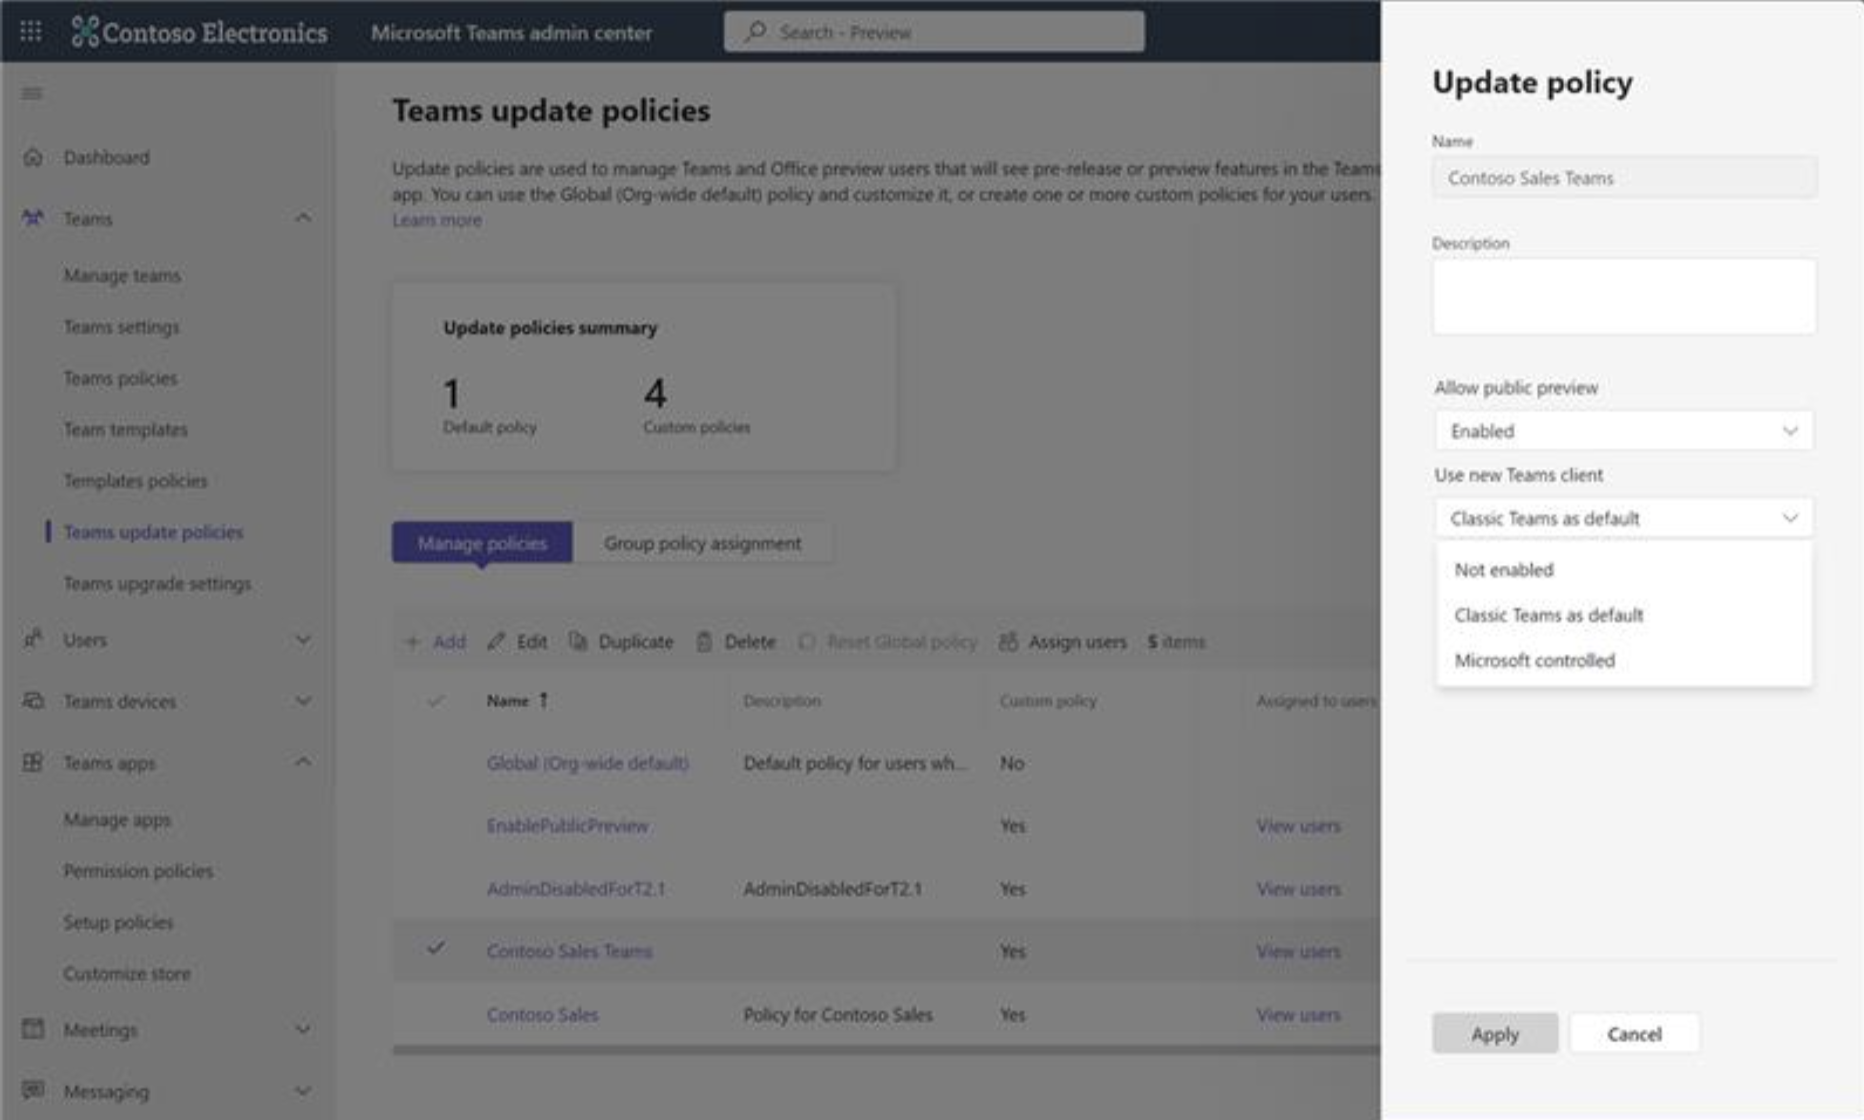 Contoso Electronics
Microsoft Teams admin center
Search - Preview
Dashboard
Teams
Manage teams
Teams settings
Teams policies
Team templates
Templates policies
Teams update policies
Teams upgrade settings
Users
Teams devices
Teams apps
Manage apps
Permission policies
Setup policies
Customize store
Meetings
Messaging
Teams update policies
Update policies are used to manage Teams and Office preview users that will see pre-release or preview features in the Teams
app. You can use the Global (Org-wide default) policy and customize it, or create one or more custom policies for your users.
Learn more
Update policies summary
1 4
Default policy Custom policies
Manage policies Group policy assignment
Add Edit Duplicate Delete Reset Global policy Assign users 5 items
Name ↑ Description Custom policy Assigned to users
Global (Org-wide default) Default policy for users wh... No
EnablePublicPreview Yes View users
AdminDisabledForT2.1 AdminDisabledForT2.1 Yes View users
Contoso Sales Teams Yes View users
Contoso Sales Policy for Contoso Sales Yes View users
Update policy
Name
Contoso Sales Teams
Description
Allow public preview
Enabled
Use new Teams client
Classic Teams as default
Not enabled
Classic Teams as default
Microsoft controlled
Apply Cancel